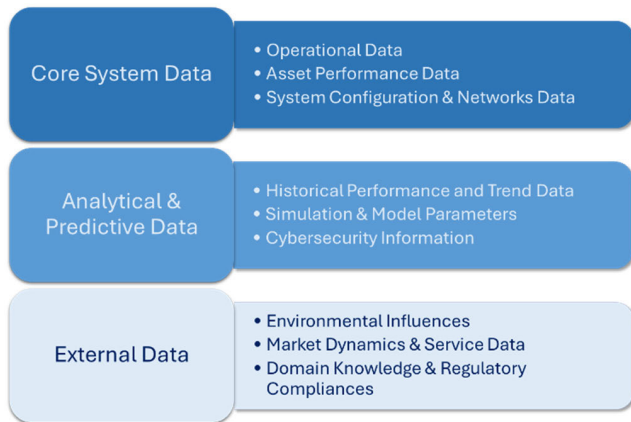 Core System Data
• Operational Data
• Asset Performance Data
• System Configuration & Networks Data
Analytical &
Predictive Data
• Historical Performance and Trend Data
• Simulation & Model Parameters
• Cybersecurity Information
External Data
• Environmental Influences
• Market Dynamics & Service Data
• Domain Knowledge & Regulatory
Compliances